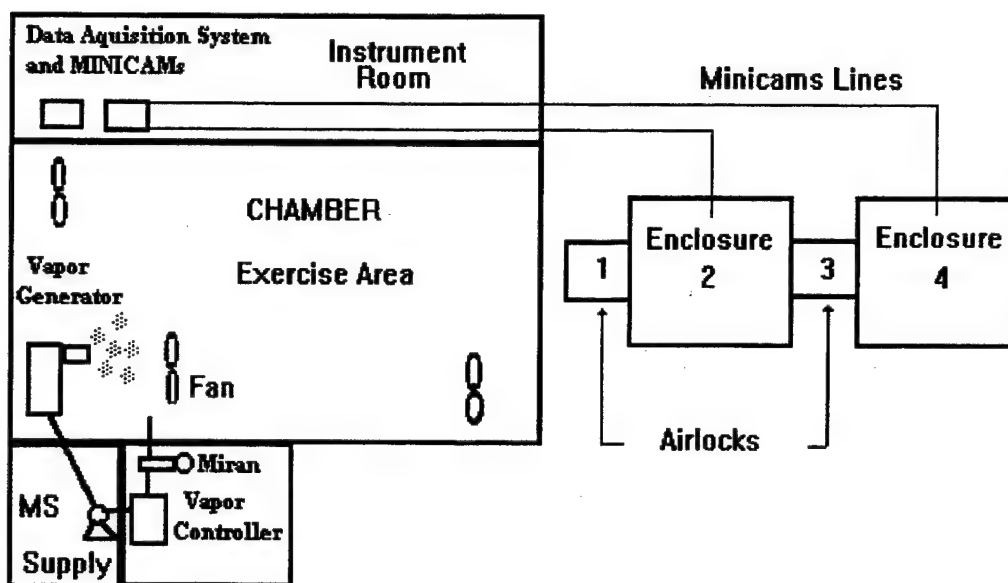 Data Aquisition System
and MINICAMs
Instrument
Room
Minicams Lines
CHAMBER
Exercise Area
Vapor
Generator
Fan
1
Enclosure
2
3
Enclosure
4
Airlocks
Miran
Vapor
Controller
MS
Supply